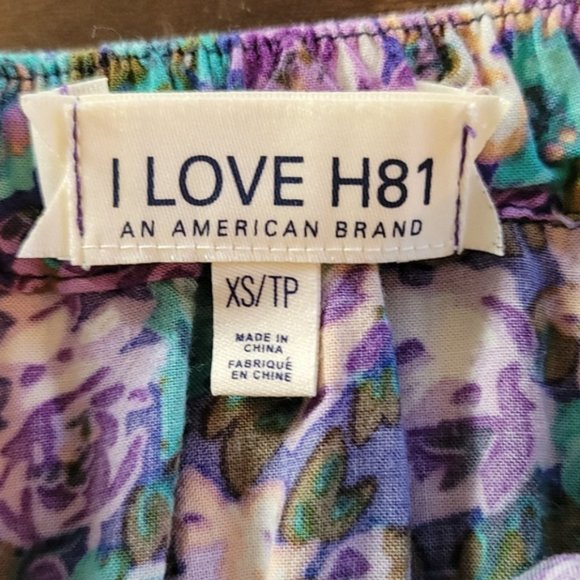 I LOVE H81
AN AMERICAN BRAND
XS/TP
MADE IN
CHINA
FABRIQUÉ
EN CHINE